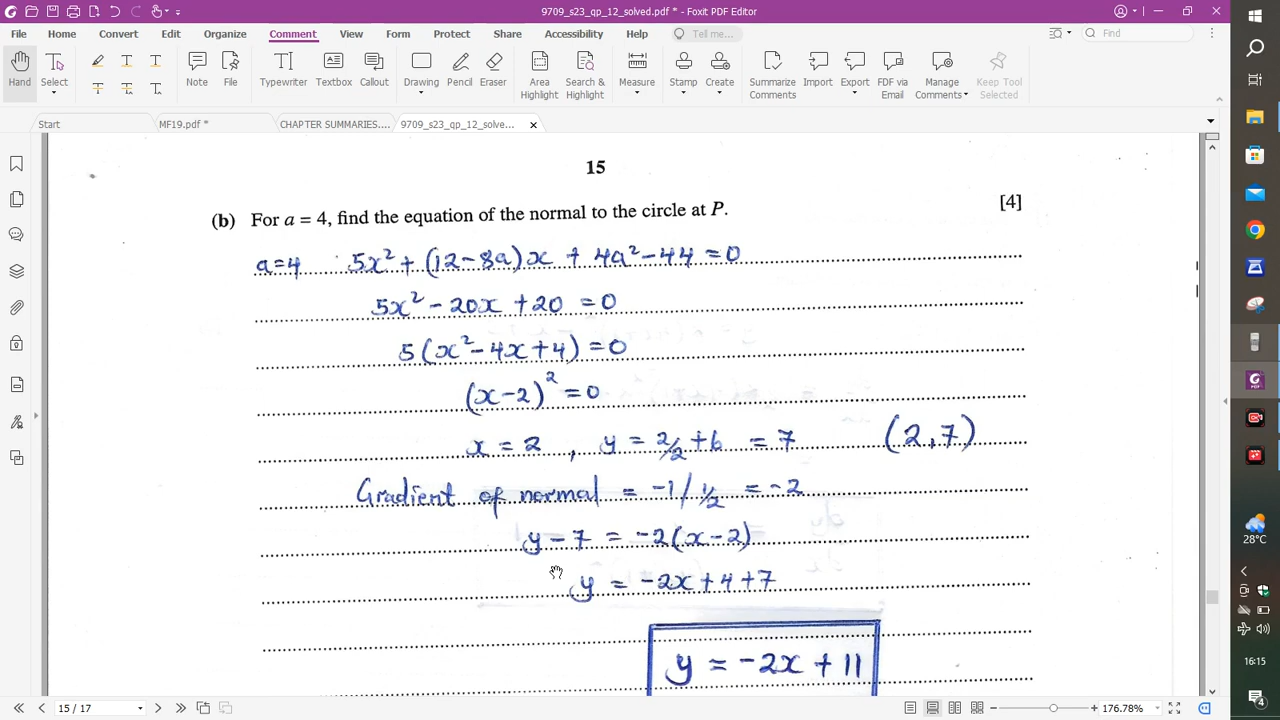 9709_s23_qp_12_solved.pdf * - Foxit PDF Editor
File Home Convert Edit Organize Comment View Form Protect Share Accessibility Help Tell me... Find
Hand Select Note File Typewriter Textbox Callout Drawing Pencil Eraser Area Highlight Search & Highlight Measure Stamp Create Summarize Comments Import Export FDF via Email Manage Comments Keep Tool Selected
Start MF19.pdf * CHAPTER SUMMARIES.... 9709_s23_qp_12_solve...
15
(b) For a = 4, find the equation of the normal to the circle at P. [4]
a=4 5x² + (12-8a)x + 4a²-44 = 0
5x² - 20x + 20 = 0
5(x²-4x+4) = 0
(x-2)² = 0
x = 2 , y = 2/2 + 6 = 7 (2,7)
Gradient of normal = -1/½ = -2
y - 7 = -2(x-2)
y = -2x + 4 + 7
y = -2x + 11
28°C
16:15
4
15 / 17
176.78%